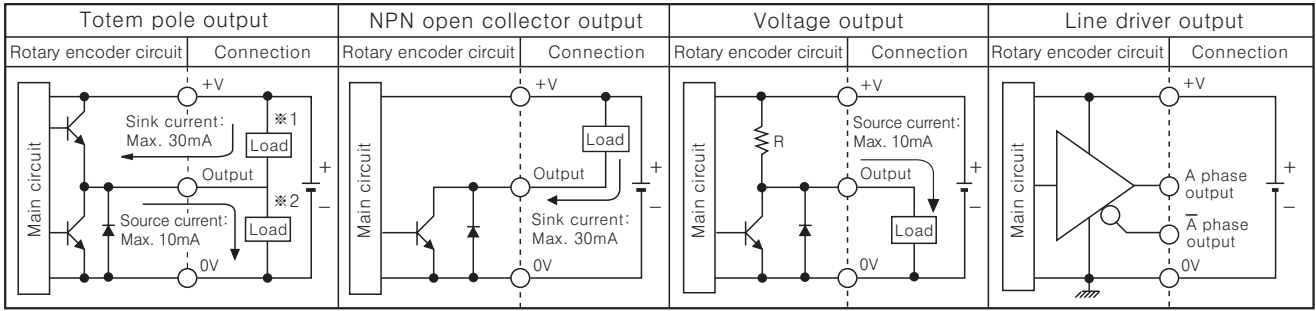 Totem pole output
NPN open collector output
Voltage output
Line driver output
Rotary encoder circuit
Connection
Rotary encoder circuit
Connection
Rotary encoder circuit
Connection
Rotary encoder circuit
Connection
Main circuit
+V
Sink current:
Max. 30mA
※1
Load
Output
※2
Source current:
Max. 10mA
Load
0V
+
−
Main circuit
+V
Load
Output
Sink current:
Max. 30mA
0V
+
−
Main circuit
+V
R
Source current:
Max. 10mA
Output
Load
0V
+
−
Main circuit
+V
A phase
output
A̅ phase
output
0V
+
−